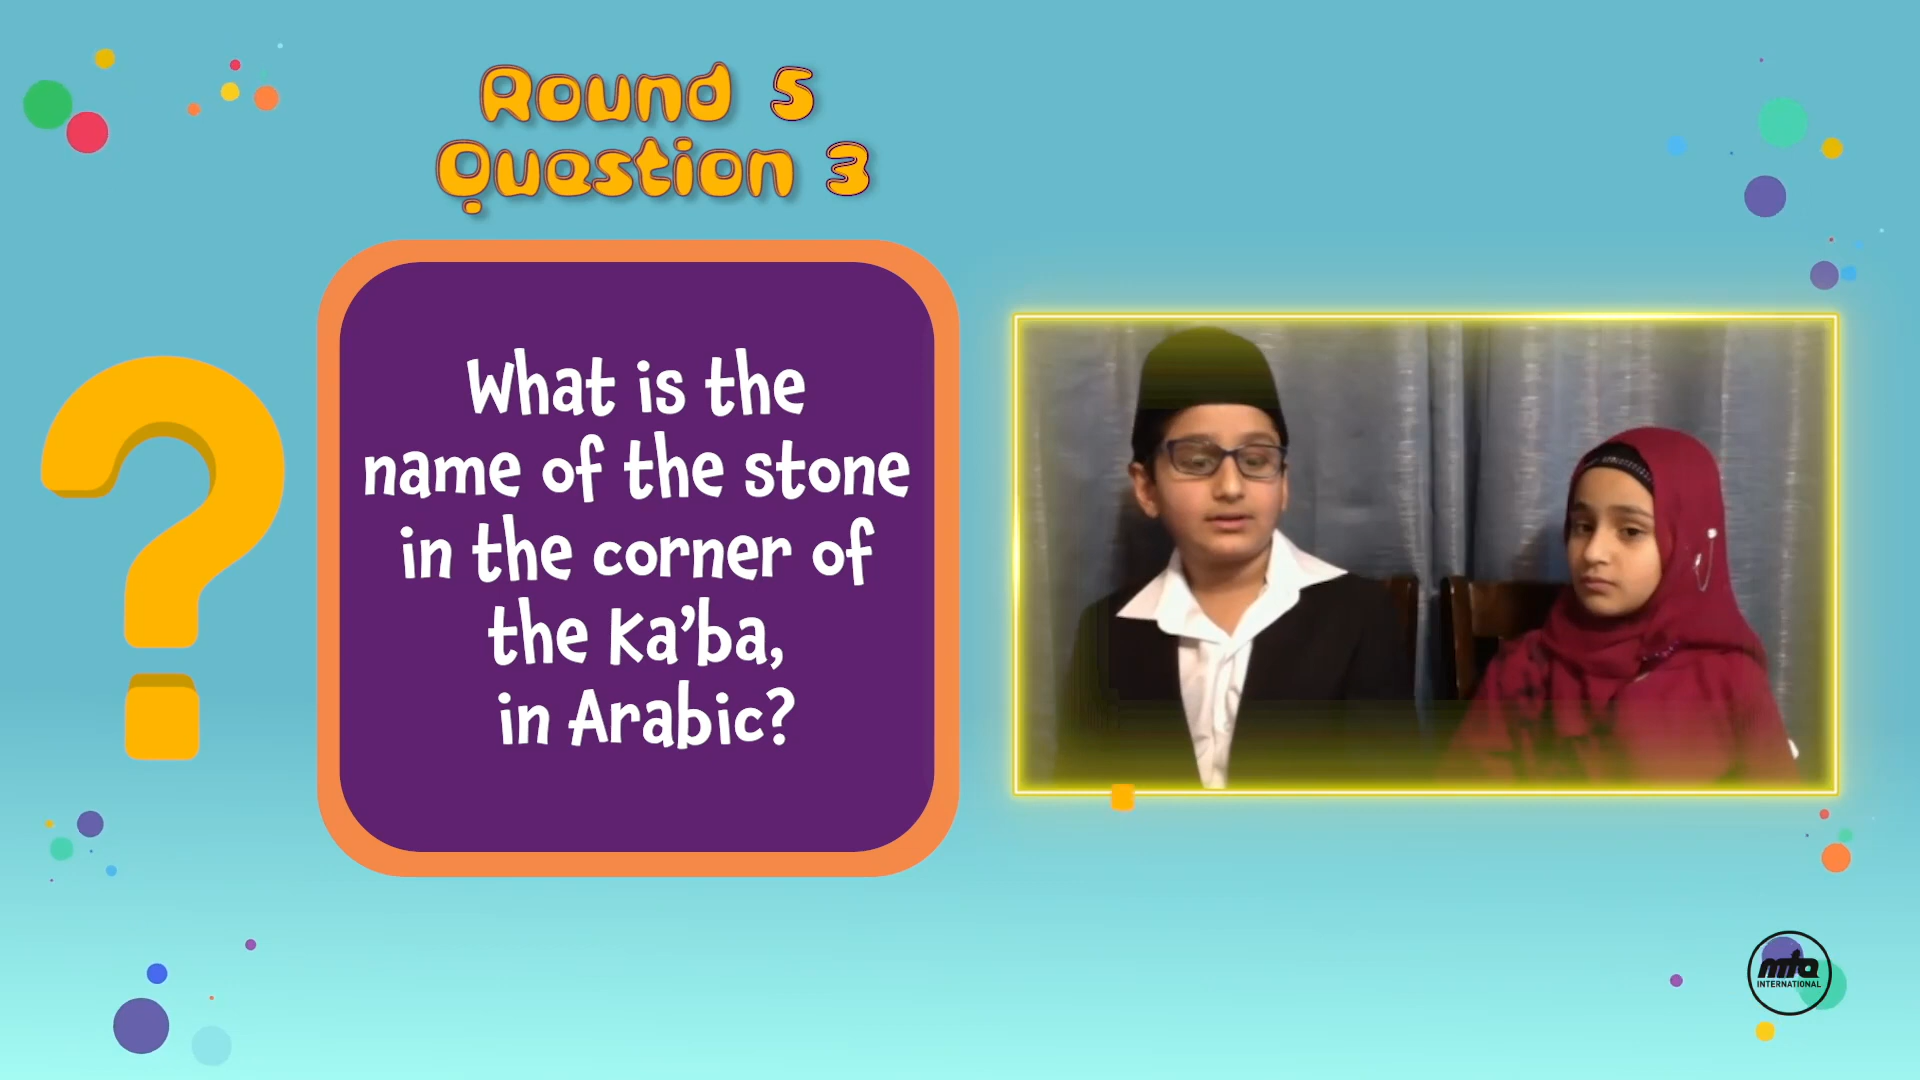 Round 5
Question 3
What is the
name of the stone
in the corner of
the Ka'ba,
in Arabic?
mta
INTERNATIONAL